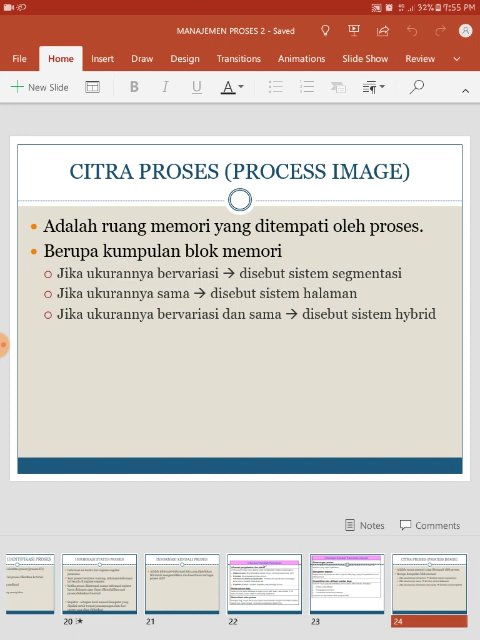 32% 7:55 PM
MANAJEMEN PROSES 2 - Saved
File Home Insert Draw Design Transitions Animations Slide Show Review
New Slide B I U A
CITRA PROSES (PROCESS IMAGE)
Adalah ruang memori yang ditempati oleh proses.
Berupa kumpulan blok memori
Jika ukurannya bervariasi → disebut sistem segmentasi
Jika ukurannya sama → disebut sistem halaman
Jika ukurannya bervariasi dan sama → disebut sistem hybrid
Notes Comments
20 21 22 23 24